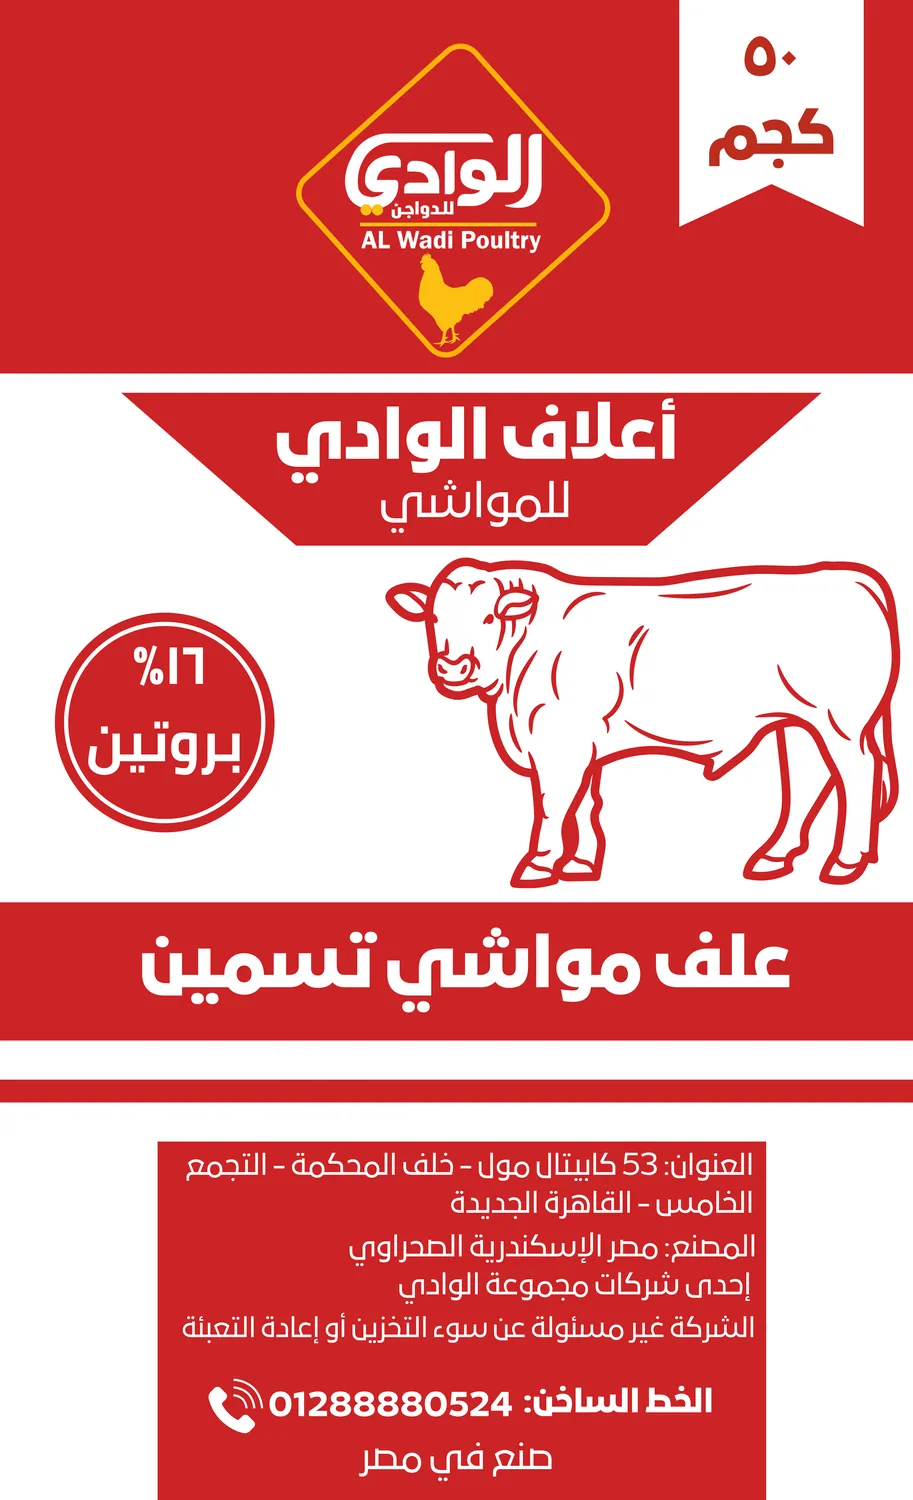 ٥٠
كجم
الوادي
للدواجن
AL Wadi Poultry
أعلاف الوادي
للمواشي
١٦%
بروتين
علف مواشي تسمين
العنوان: 53 كابيتال مول - خلف المحكمة - التجمع
الخامس - القاهرة الجديدة
المصنع: مصر الإسكندرية الصحراوي
إحدى شركات مجموعة الوادي
الشركة غير مسئولة عن سوء التخزين أو إعادة التعبئة
الخط الساخن: 01288880524
صنع في مصر